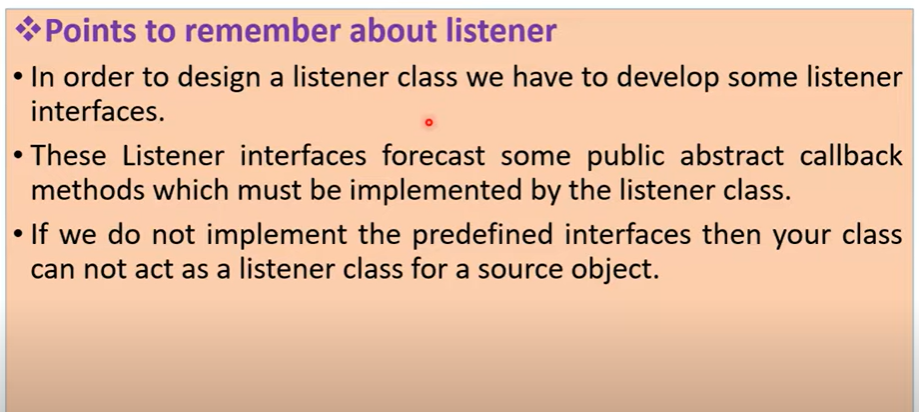 ❖Points to remember about listener
• In order to design a listener class we have to develop some listener
interfaces.
• These Listener interfaces forecast some public abstract callback
methods which must be implemented by the listener class.
• If we do not implement the predefined interfaces then your class
can not act as a listener class for a source object.